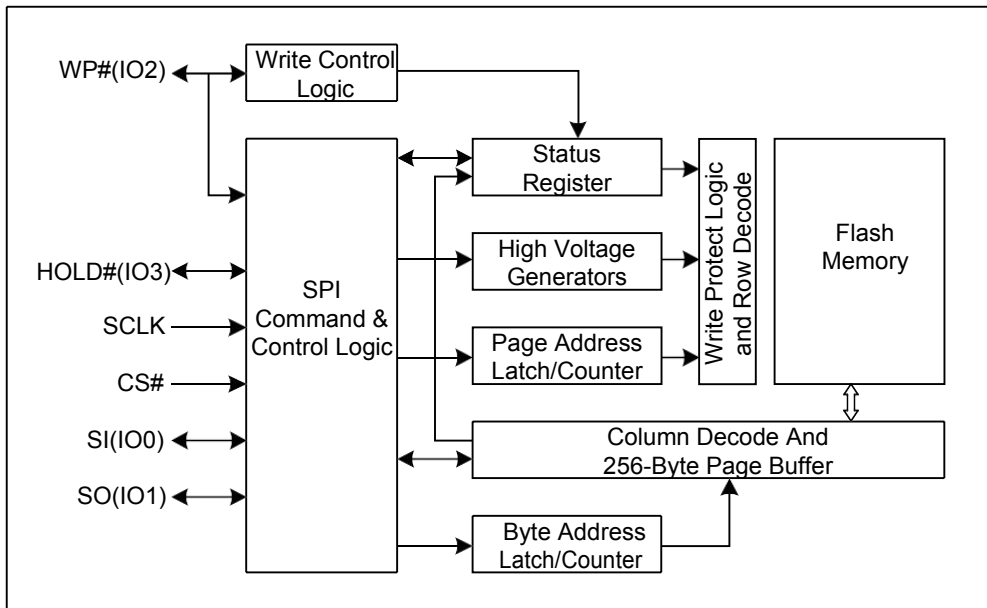 WP#(IO2)
Write Control
Logic
HOLD#(IO3)
SCLK
CS#
SI(IO0)
SO(IO1)
SPI
Command &
Control Logic
Status
Register
High Voltage
Generators
Page Address
Latch/Counter
Write Protect Logic
and Row Decode
Flash
Memory
Column Decode And
256-Byte Page Buffer
Byte Address
Latch/Counter